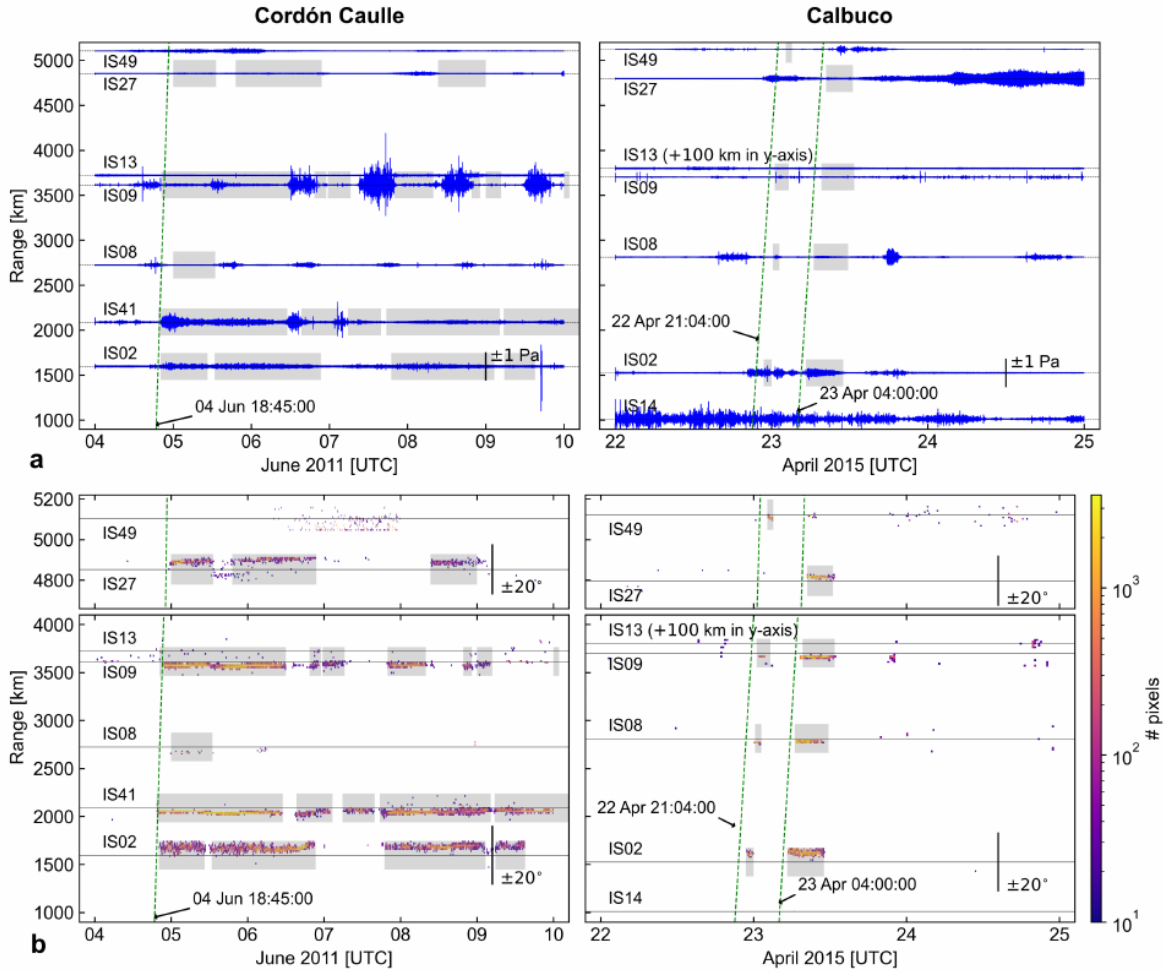 Cordón Caulle
Calbuco
Range [km]
5000
4500
4000
3500
3000
2500
2000
1500
1000
IS49
IS27
IS13
IS09
IS08
IS41
IS02
±1 Pa
04 Jun 18:45:00
04 05 06 07 08 09 10
June 2011 [UTC]
IS49
IS27
IS13 (+100 km in y-axis)
IS09
IS08
22 Apr 21:04:00
IS02
±1 Pa
23 Apr 04:00:00
IS14
22 23 24 25
April 2015 [UTC]
a
Range [km]
5200
5000
4800
4000
3500
3000
2500
2000
1500
1000
IS49
IS27
±20°
IS13
IS09
IS08
IS41
IS02
±20°
04 Jun 18:45:00
04 05 06 07 08 09 10
June 2011 [UTC]
IS49
IS27
±20°
IS13 (+100 km in y-axis)
IS09
IS08
22 Apr 21:04:00
IS02
±20°
23 Apr 04:00:00
IS14
22 23 24 25
April 2015 [UTC]
10³
10²
10¹
# pixels
b